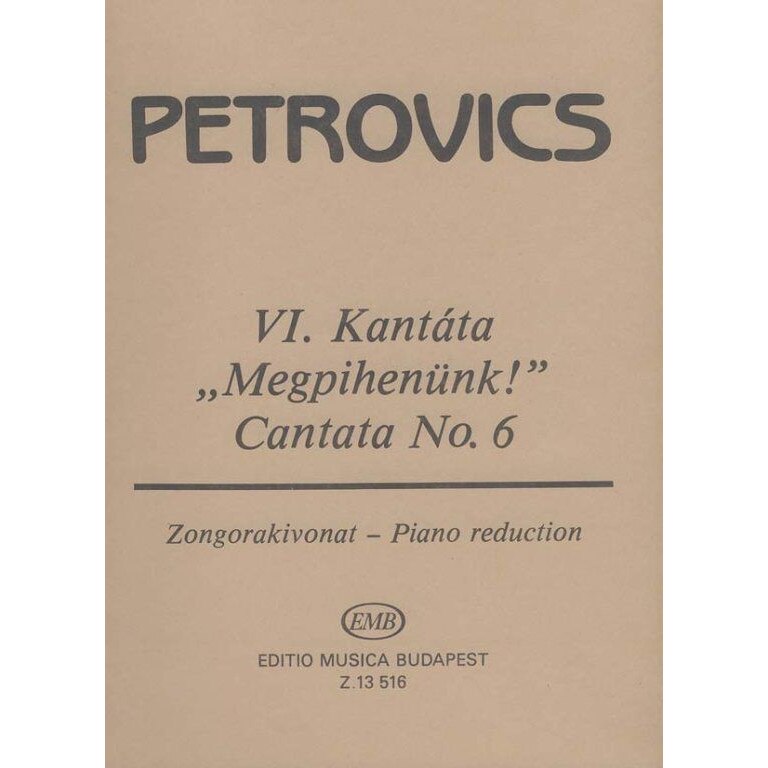 PETROVICS
VI. Kantáta
„Megpihenünk!”
Cantata No. 6
Zongorakivonat – Piano reduction
EMB
EDITIO MUSICA BUDAPEST
Z.13 516